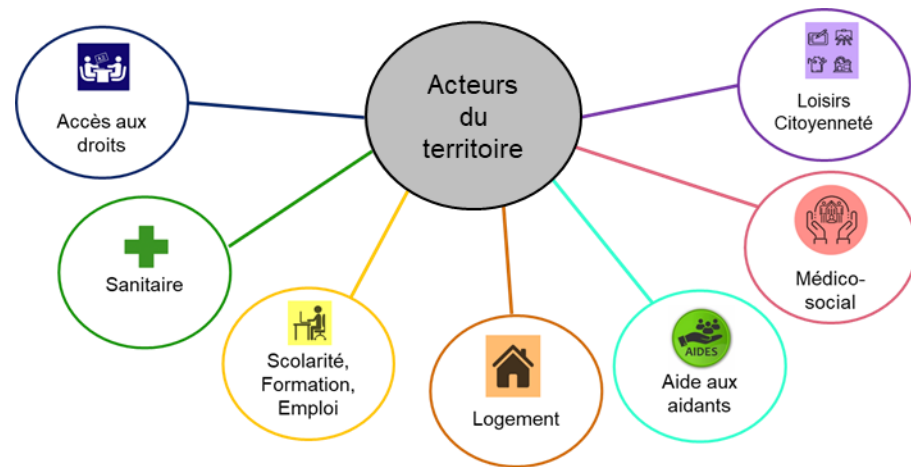 Acteurs
du
territoire
Accès aux
droits
Sanitaire
Scolarité,
Formation,
Emploi
Logement
AIDES
Aide aux
aidants
Médico-
social
Loisirs
Citoyenneté